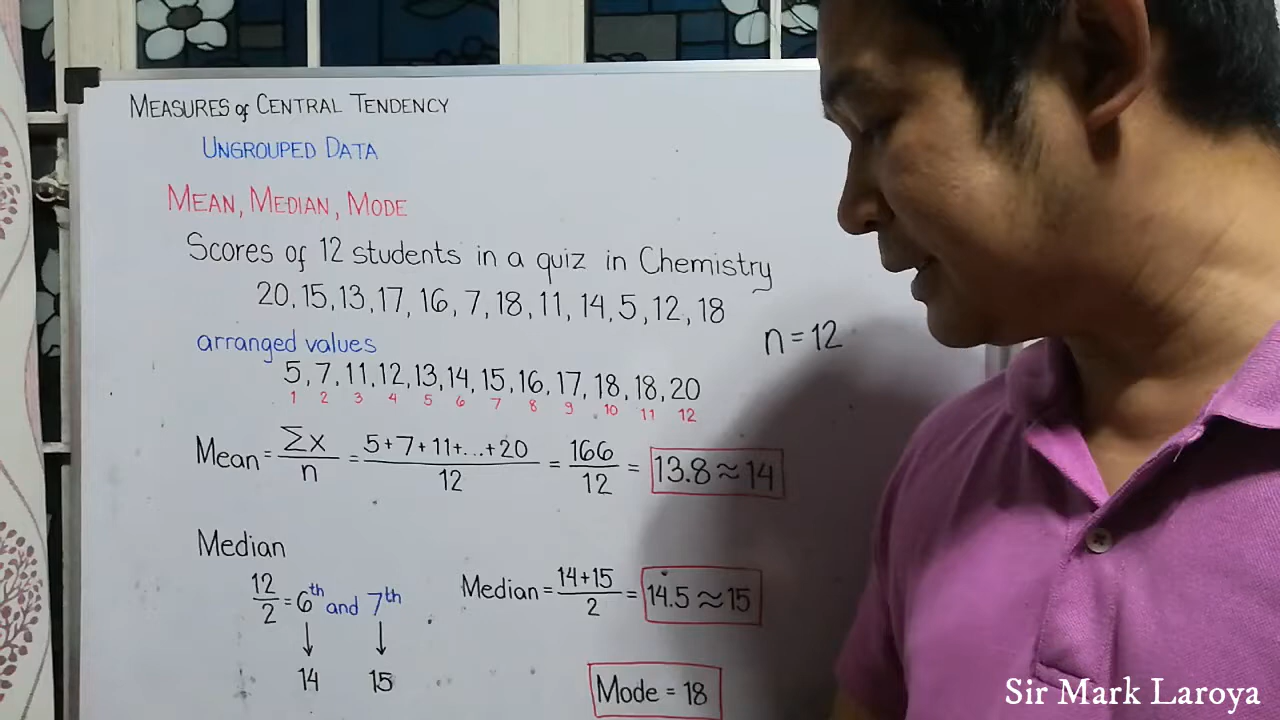 MEASURES of CENTRAL TENDENCY
UNGROUPED DATA
MEAN, MEDIAN, MODE
Scores of 12 students in a quiz in Chemistry
20, 15, 13, 17, 16, 7, 18, 11, 14, 5, 12, 18
n = 12
arranged values
5, 7, 11, 12, 13, 14, 15, 16, 17, 18, 18, 20
1 2 3 4 5 6 7 8 9 10 11 12
Mean = Σx/n = 5+7+11+...+20/12 = 166/12 = 13.8 ≈ 14
Median
12/2 = 6th and 7th
↓ ↓
14 15
Median = 14+15/2 = 14.5 ≈ 15
Mode = 18
Sir Mark Laroya